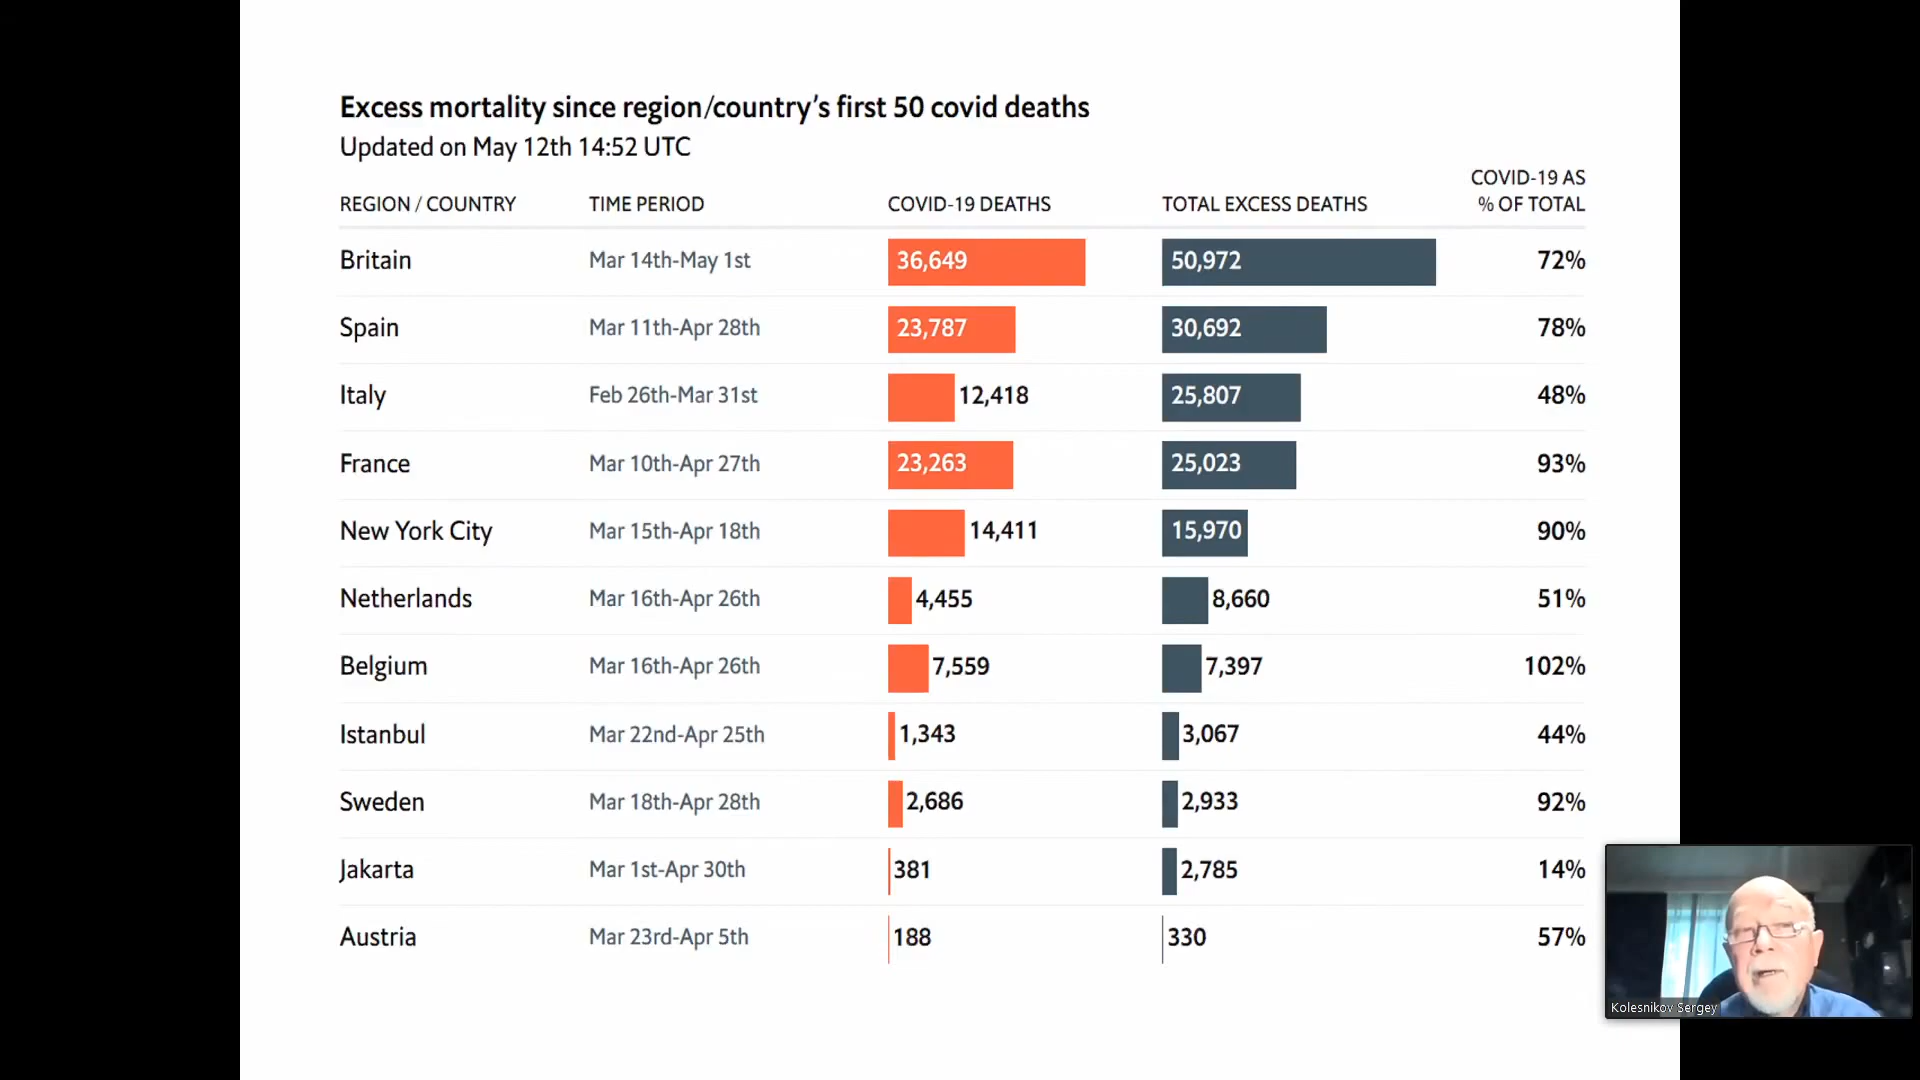 Excess mortality since region/country's first 50 covid deaths
Updated on May 12th 14:52 UTC
REGION / COUNTRY TIME PERIOD COVID-19 DEATHS TOTAL EXCESS DEATHS COVID-19 AS % OF TOTAL
Britain Mar 14th-May 1st 36,649 50,972 72%
Spain Mar 11th-Apr 28th 23,787 30,692 78%
Italy Feb 26th-Mar 31st 12,418 25,807 48%
France Mar 10th-Apr 27th 23,263 25,023 93%
New York City Mar 15th-Apr 18th 14,411 15,970 90%
Netherlands Mar 16th-Apr 26th 4,455 8,660 51%
Belgium Mar 16th-Apr 26th 7,559 7,397 102%
Istanbul Mar 22nd-Apr 25th 1,343 3,067 44%
Sweden Mar 18th-Apr 28th 2,686 2,933 92%
Jakarta Mar 1st-Apr 30th 381 2,785 14%
Austria Mar 23rd-Apr 5th 188 330 57%
Kolesnikov Sergey